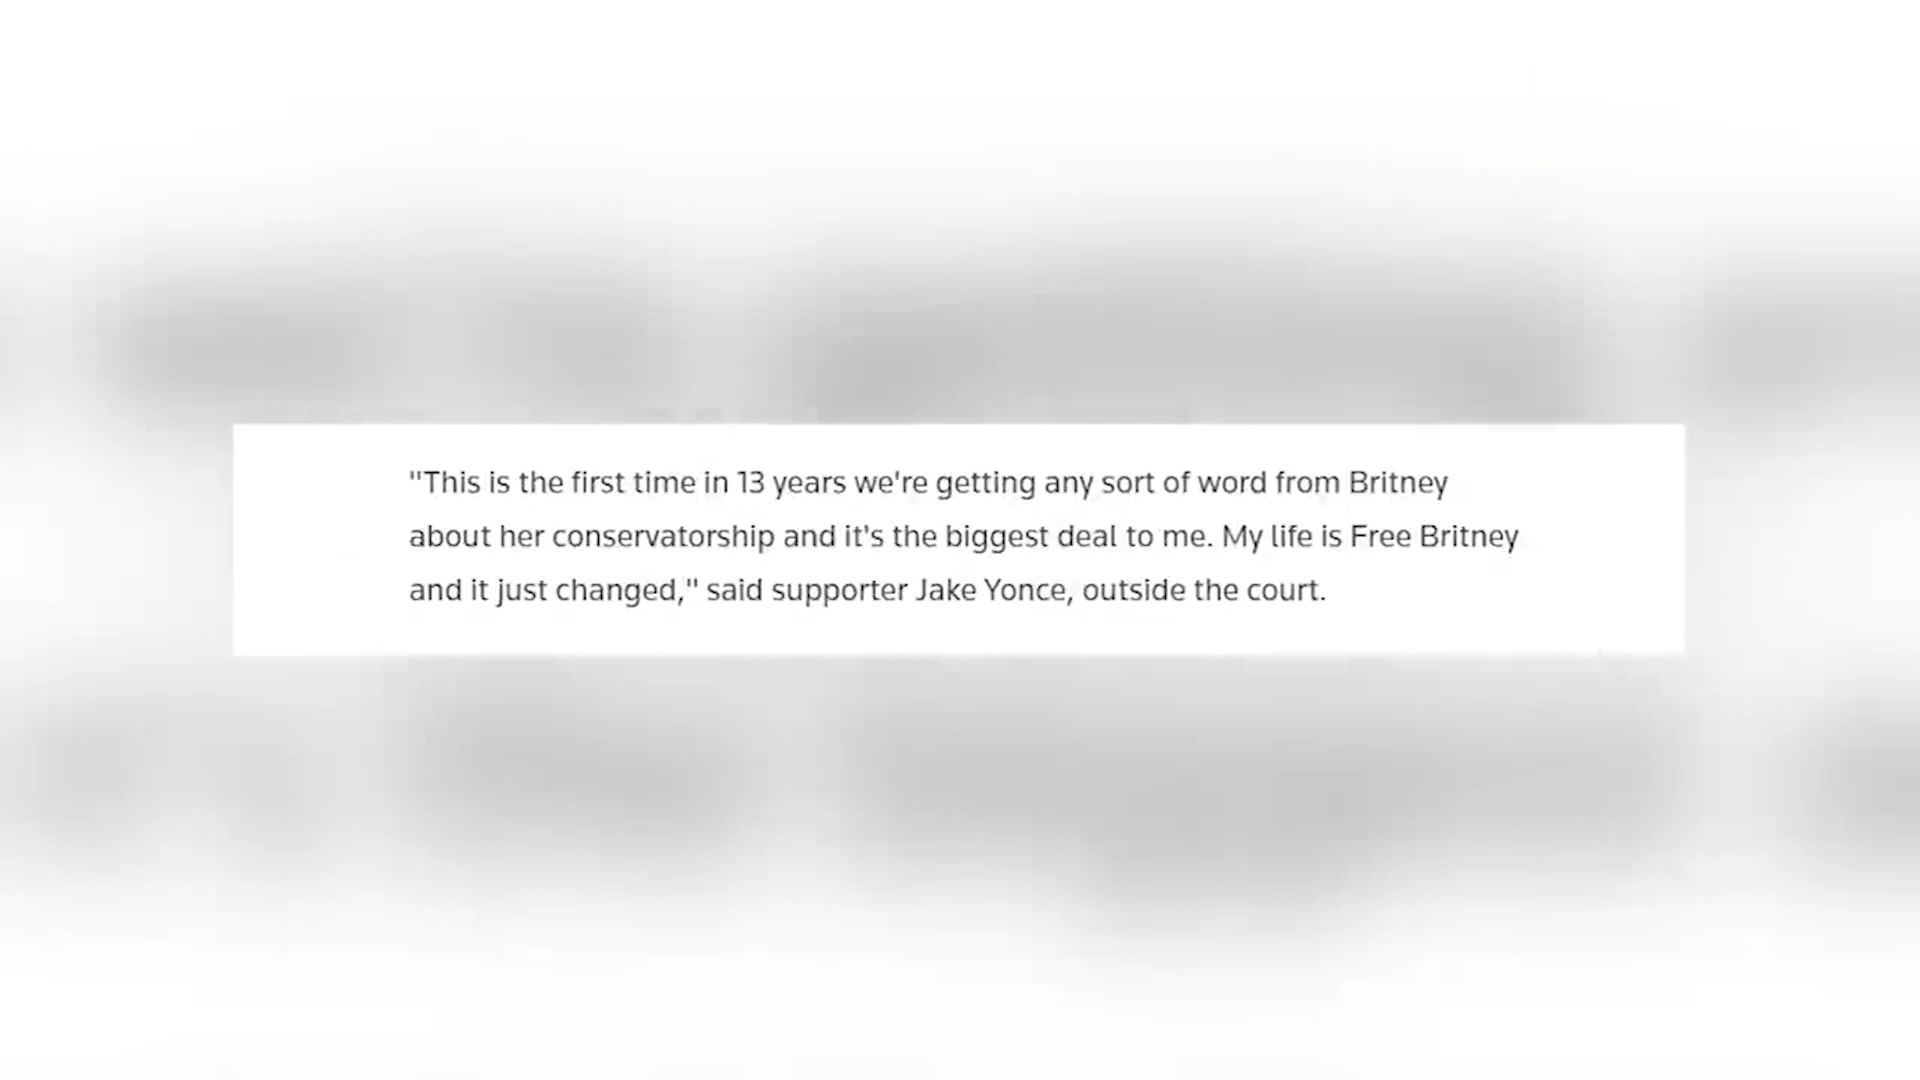 "This is the first time in 13 years we're getting any sort of word from Britney
about her conservatorship and it's the biggest deal to me. My life is Free Britney
and it just changed," said supporter Jake Yonce, outside the court.